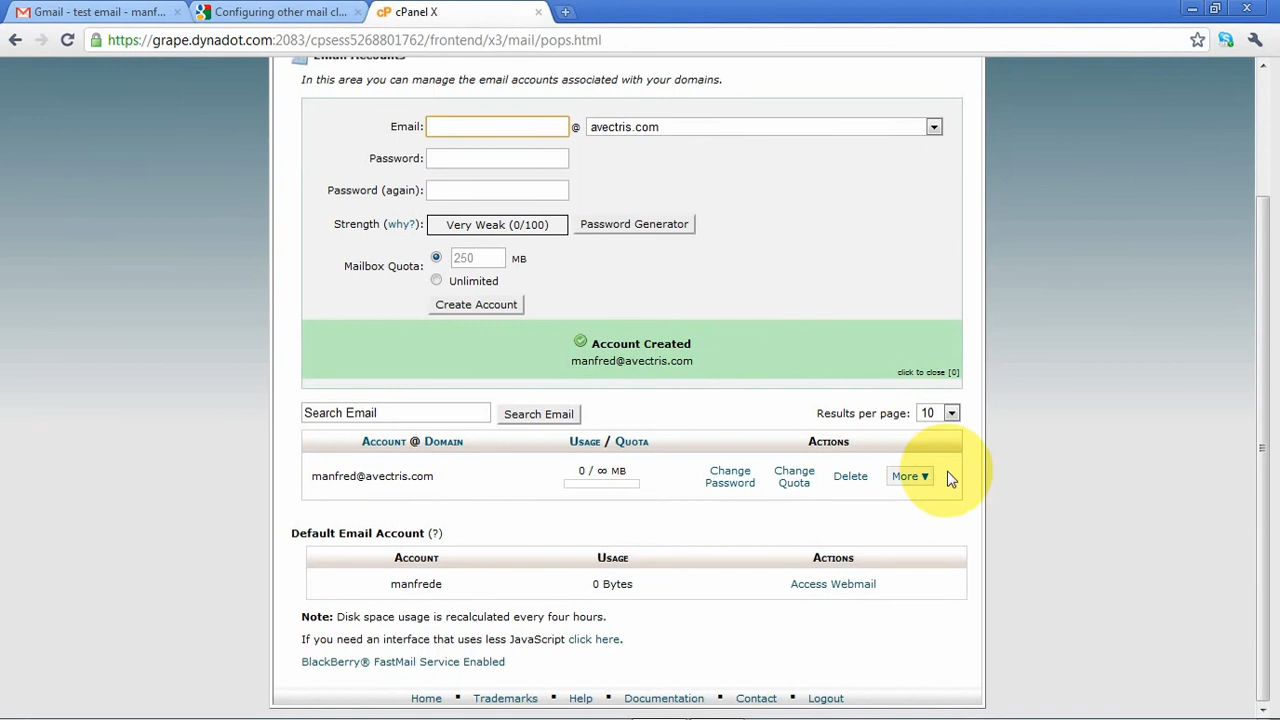 Gmail - test email - manf...
Configuring other mail cl...
cP cPanel X
https://grape.dynadot.com:2083/cpsess5268801762/frontend/x3/mail/pops.html
Email Accounts
In this area you can manage the email accounts associated with your domains.
Email: @ avectris.com
Password:
Password (again):
Strength (why?): Very Weak (0/100) Password Generator
Mailbox Quota: 250 MB
Unlimited
Create Account
Account Created
manfred@avectris.com
click to close [0]
Search Email Search Email Results per page: 10
Account @ Domain Usage / Quota Actions
manfred@avectris.com 0 / ∞ MB Change Password Change Quota Delete More ▼
Default Email Account (?)
Account Usage Actions
manfrede 0 Bytes Access Webmail
Note: Disk space usage is recalculated every four hours.
If you need an interface that uses less JavaScript click here.
BlackBerry® FastMail Service Enabled
Home ▪ Trademarks ▪ Help ▪ Documentation ▪ Contact ▪ Logout